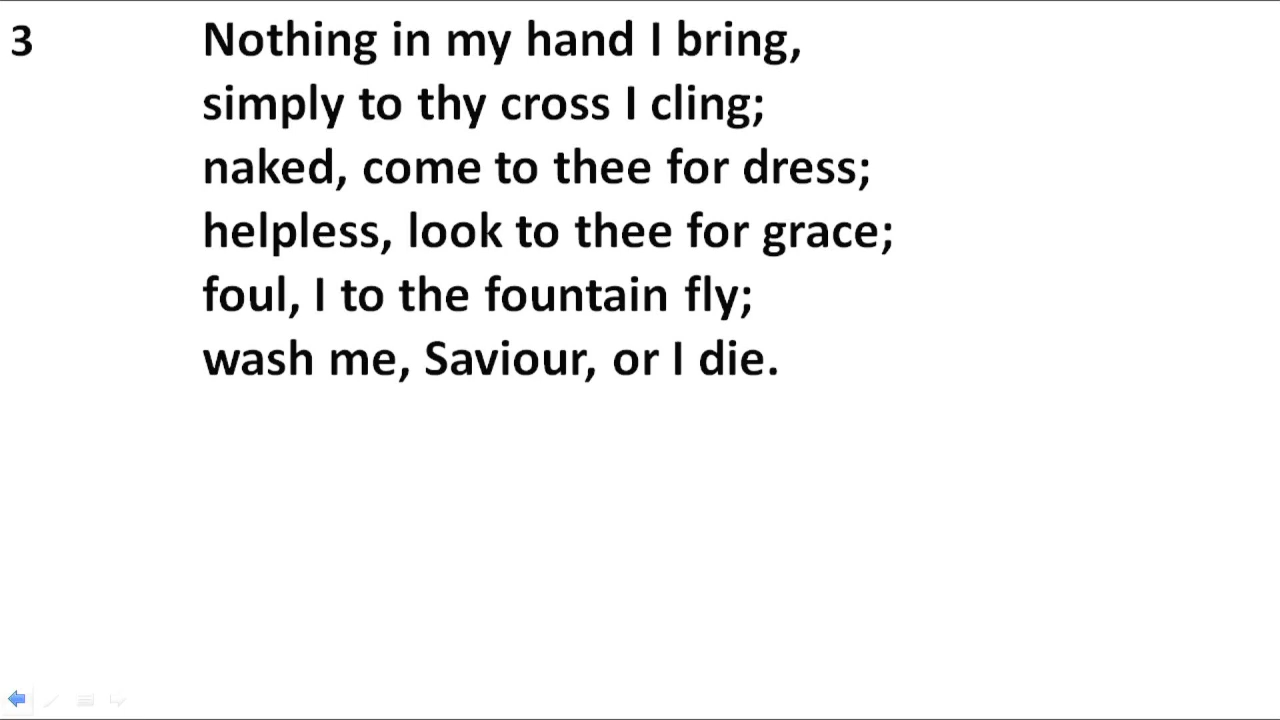 3
Nothing in my hand I bring,
simply to thy cross I cling;
naked, come to thee for dress;
helpless, look to thee for grace;
foul, I to the fountain fly;
wash me, Saviour, or I die.